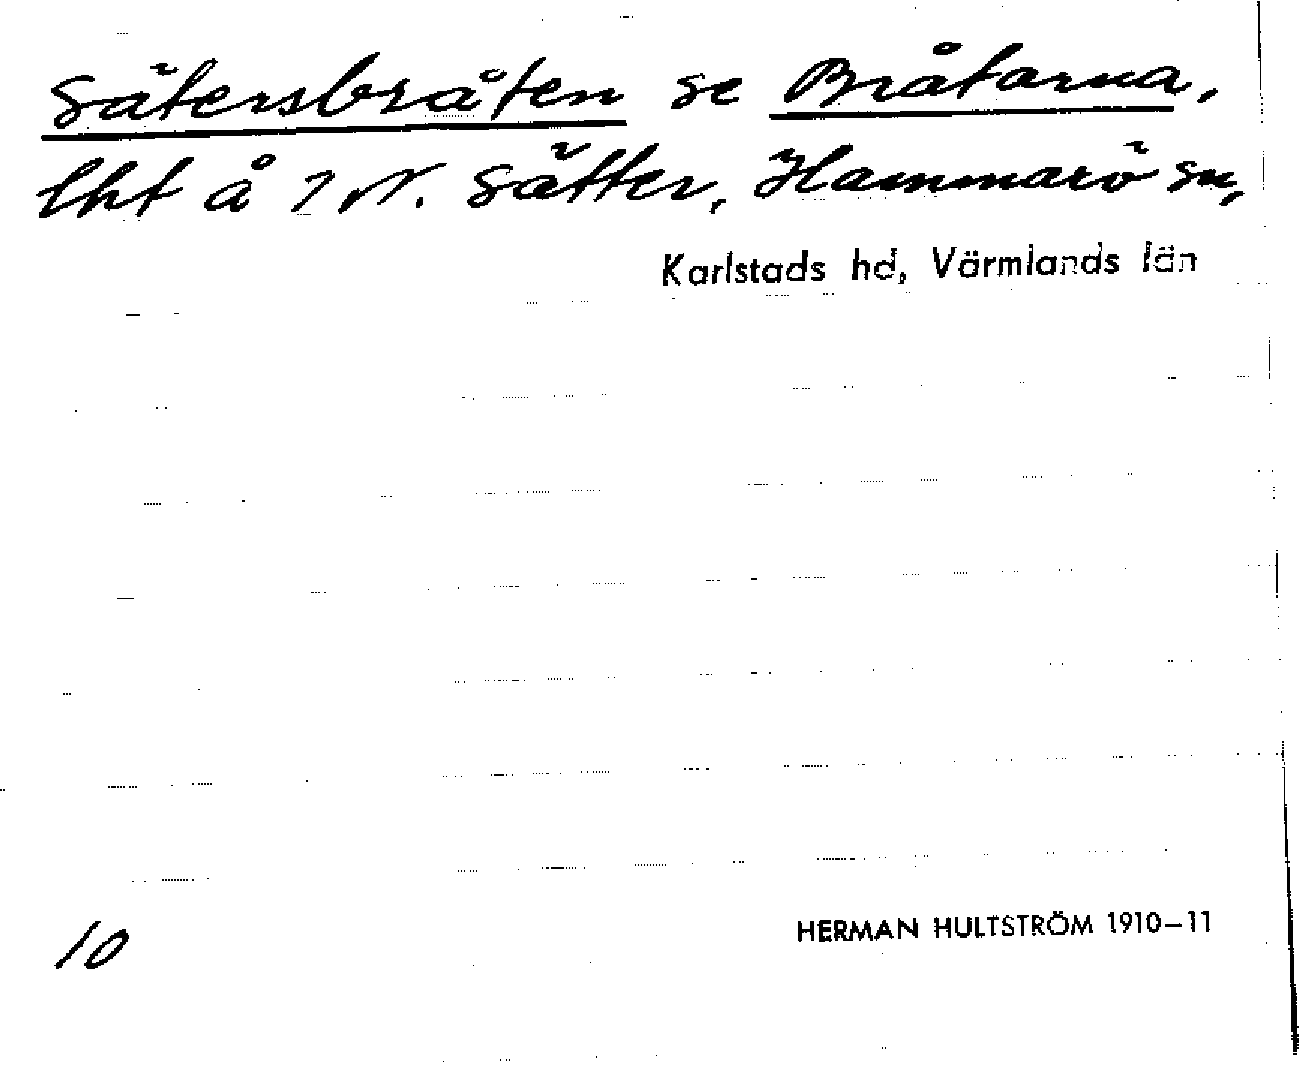 Sätersbråten se Bråtarna,
lht å 1 N. Sätter, Hammarö sn,
Karlstads hd, Värmlands län
10
HERMAN HULTSTRÖM 1910–11